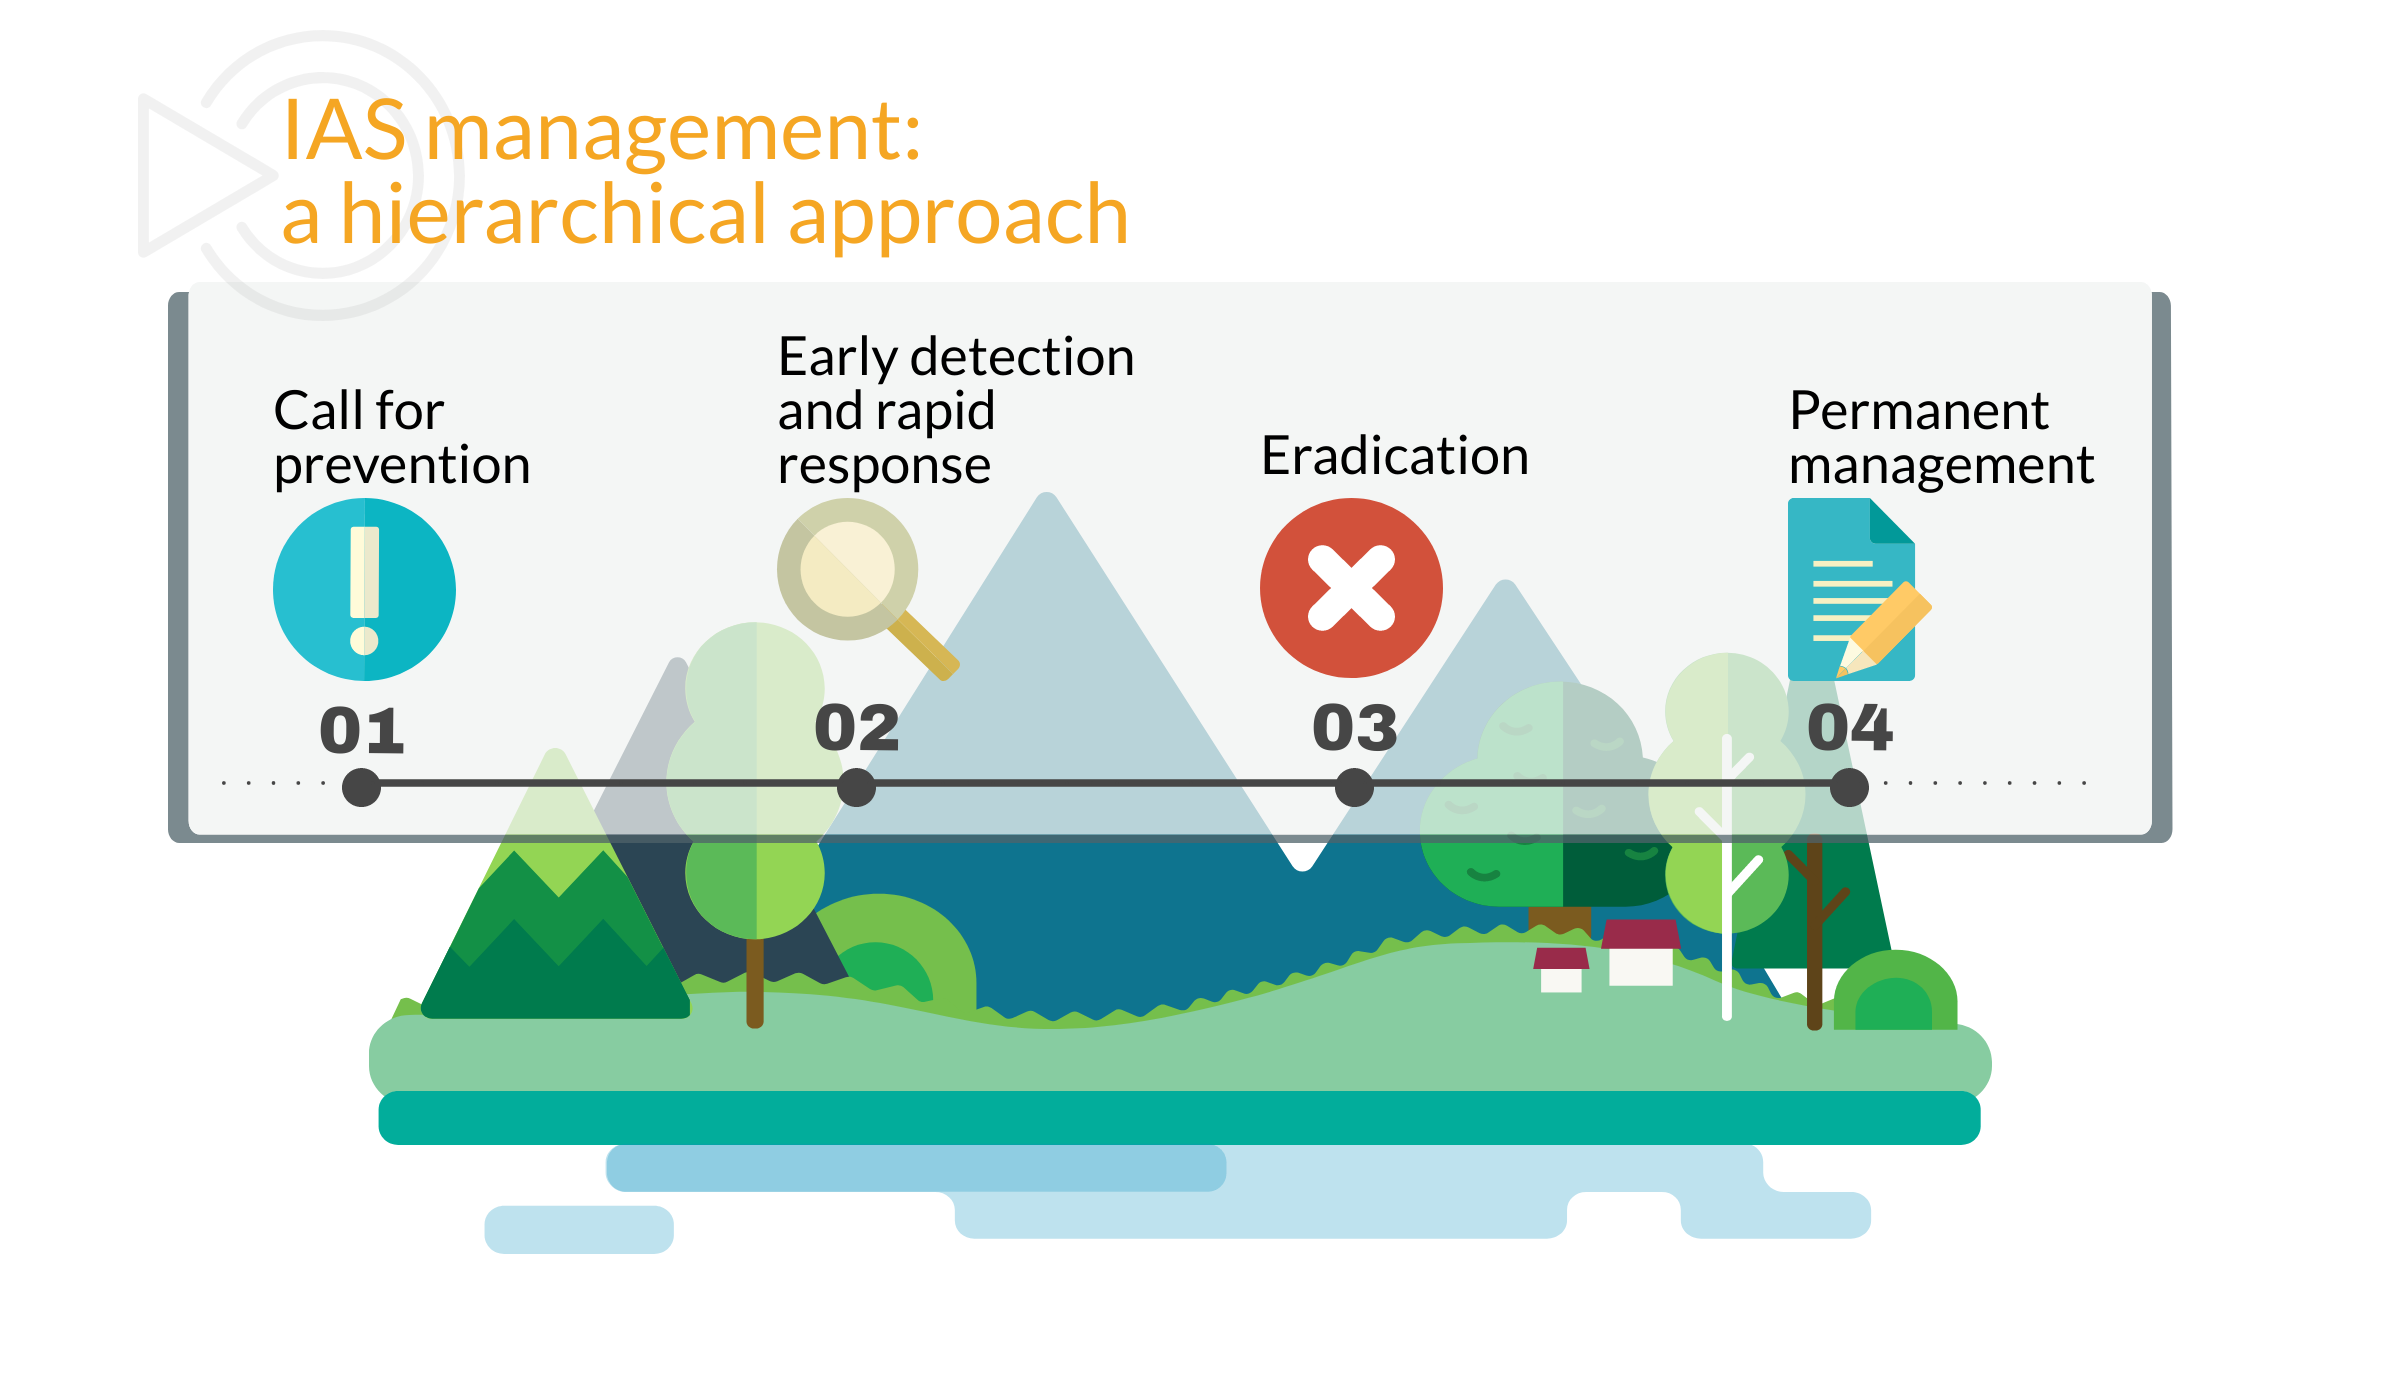 IAS management:
a hierarchical approach
Call for
prevention
Early detection
and rapid
response
Eradication
Permanent
management
01
02
03
04